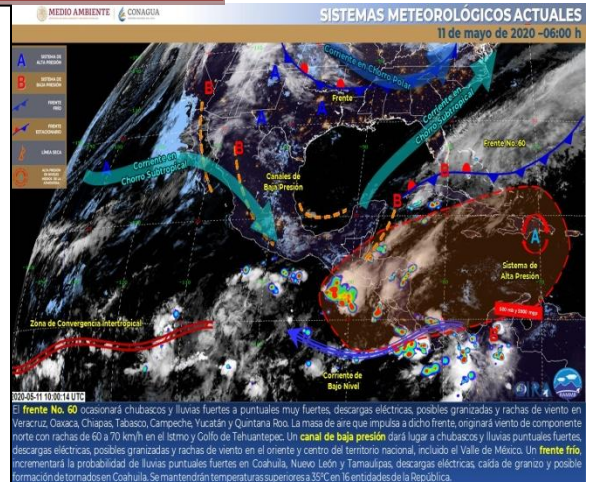 MEDIO AMBIENTE
CONAGUA
SISTEMAS METEOROLÓGICOS ACTUALES
11 de mayo de 2020 -06:00 h
A SISTEMA DE ALTA PRESIÓN
B SISTEMA DE BAJA PRESIÓN
FRENTE FRÍO
FRENTE ESTACIONARIO
LÍNEA SECA
B
B
A
A
A
A
Corriente en Chorro Polar
Frente
Corriente en
Chorro Subtropical
Frente No. 60
Corriente en
Chorro Subtropical
Canales de
Baja Presión
B
B
A
Sistema de
Alta Presión
Zona de Convergencia Intertropical
B
Corriente de
Bajo Nivel
2020-05-11 10:00:14 UTC
El frente No. 60 ocasionará chubascos y lluvias fuertes a puntuales muy fuertes, descargas eléctricas, posibles granizadas y rachas de viento en
Veracruz, Oaxaca, Chiapas, Tabasco, Campeche, Yucatán y Quintana Roo. La masa de aire que impulsa a dicho frente, originará viento de componente
norte con rachas de 60 a 70 km/h en el Istmo y Golfo de Tehuantepec. Un canal de baja presión dará lugar a chubascos y lluvias puntuales fuertes,
descargas eléctricas, posibles granizadas y rachas de viento en el oriente y centro del territorio nacional, incluido el Valle de México. Un frente frío,
incrementará la probabilidad de lluvias puntuales fuertes en Coahuila, Nuevo León y Tamaulipas, descargas eléctricas, caída de granizo y posible
formación de tornados en Coahuila. Se mantendrán temperaturas superiores a 35°C en 16 entidades de la República.